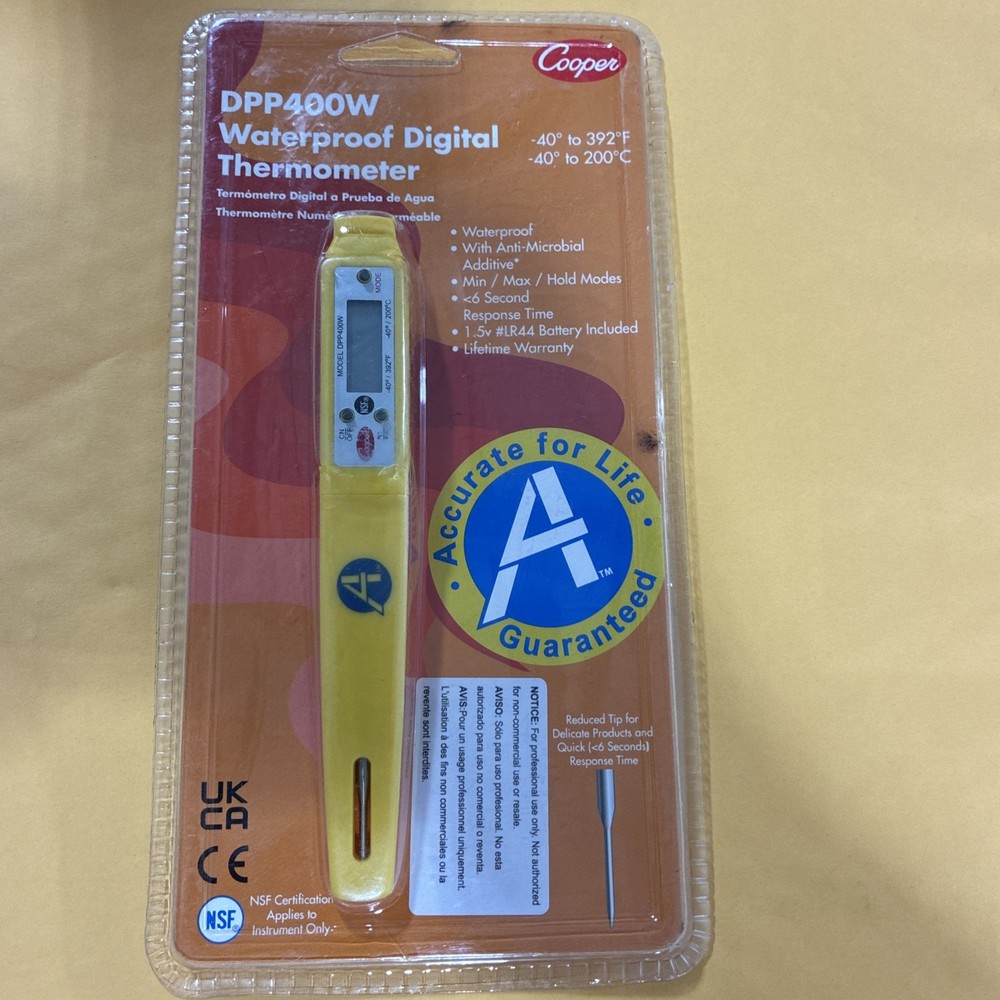 Cooper
DPP400W
Waterproof Digital
Thermometer
-40° to 392°F
-40° to 200°C
Termómetro Digital a Prueba de Agua
Thermomètre
• Waterproof
• With Anti-Microbial
Additive*
• Min / Max / Hold Modes
• <6 Second
Response Time
• 1.5v #LR44 Battery Included
• Lifetime Warranty
MODE
MODEL DPP400W
-40° / 392°F
-40° / 200°C
NSF®
ON
OFF
Cooper
• Accurate for Life •
A
TM
Guaranteed
A
NOTICE: For professional use only. Not authorized
for non-commercial use or resale.
AVISO: Sólo para uso profesional. No esta
autorizado para uso no comercial o reventa.
AVIS:Pour un usage professionnel uniquement.
L'utilisation à des fins non commerciales ou la
revente sont interdites.
Reduced Tip for
Delicate Products and
Quick (<6 Seconds)
Response Time
UK
CA
CE
NSF
NSF Certification
Applies to
Instrument Only